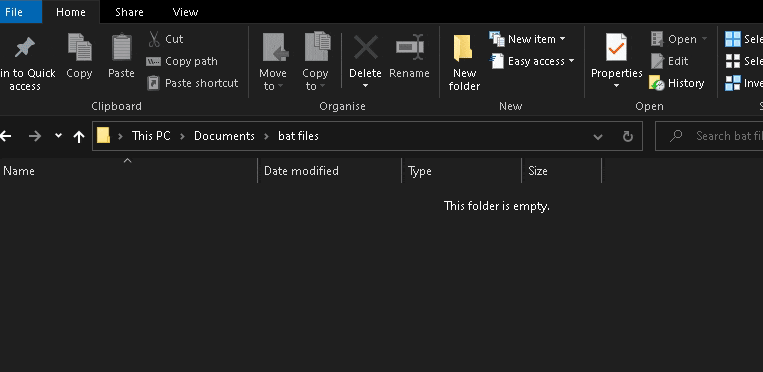 File Home Share View
in to Quick access
Copy
Paste
Cut
Copy path
Paste shortcut
Clipboard
Move to
Copy to
Delete
Rename
Organise
New folder
New item
Easy access
New
Properties
Open
Edit
History
Open
Sele
Sele
Inve
S
This PC > Documents > bat files
Search bat f
Name Date modified Type Size
This folder is empty.